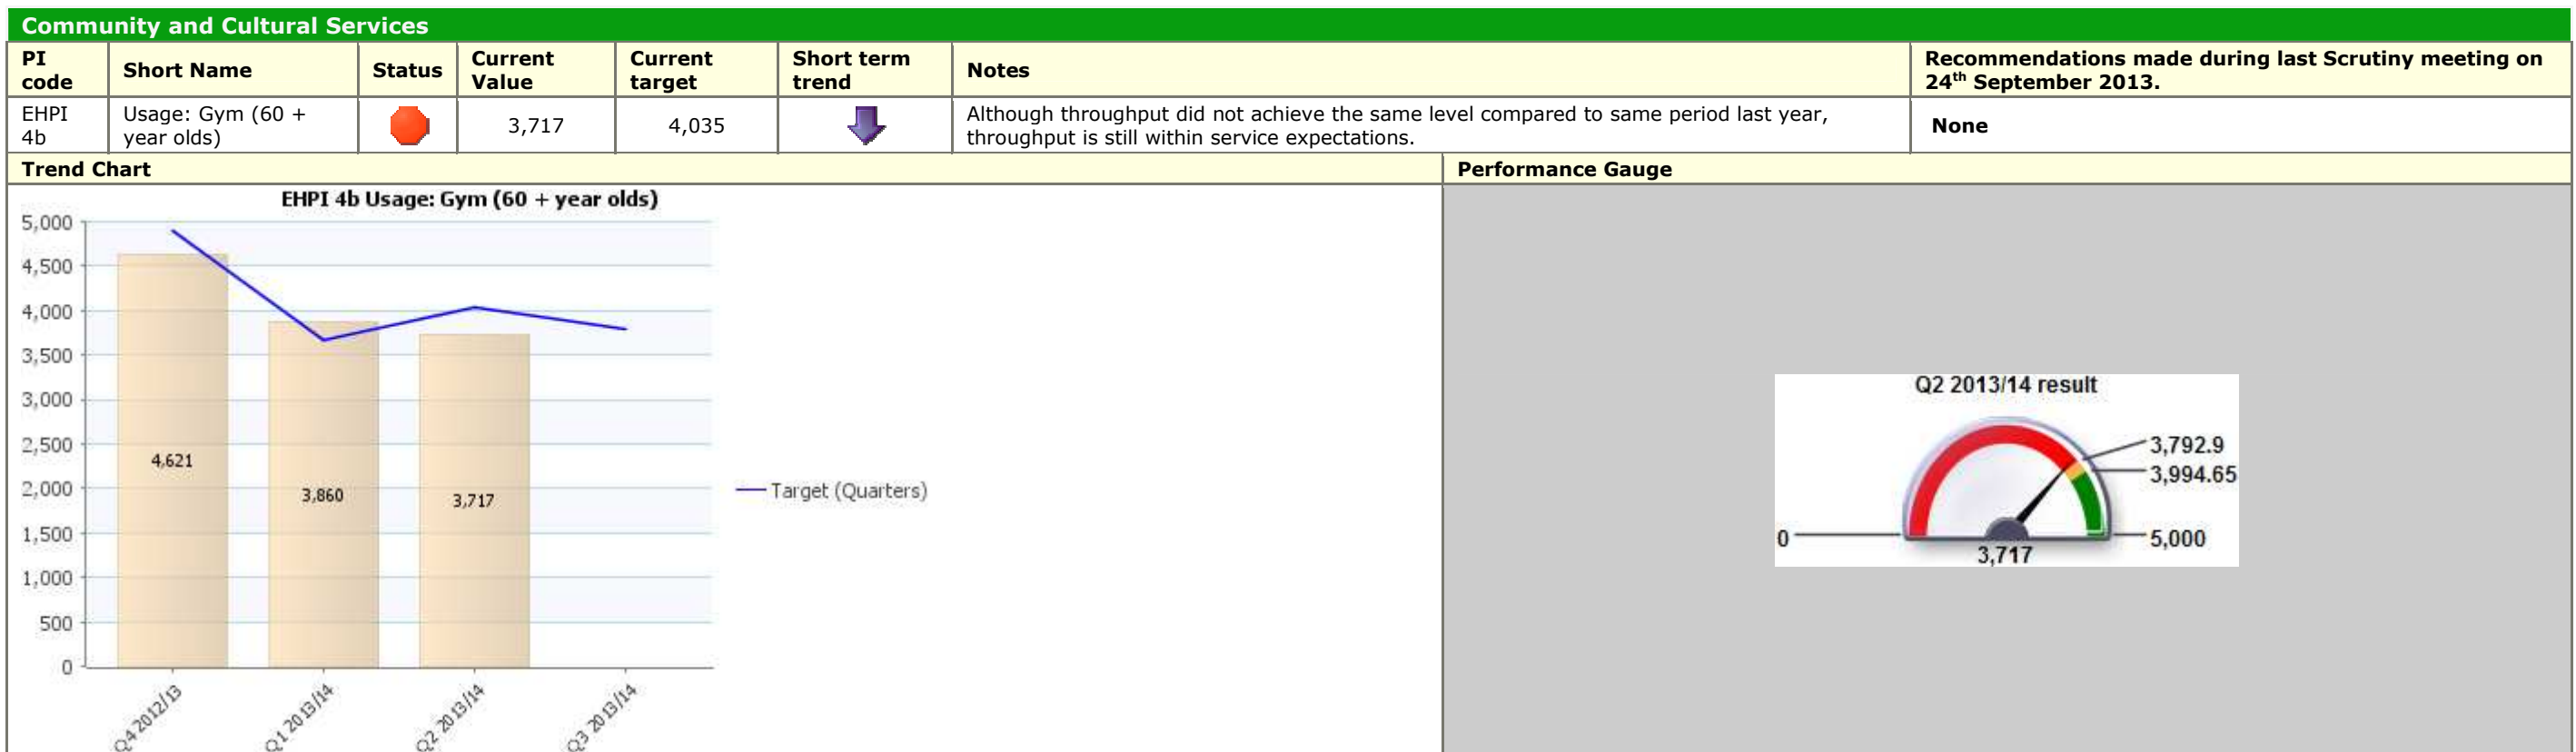 Community and Cultural Services
PI code
Short Name
Status
Current Value
Current target
Short term trend
Notes
Recommendations made during last Scrutiny meeting on
24th September 2013.
EHPI 4b
Usage: Gym (60 + year olds)
3,717
4,035
Although throughput did not achieve the same level compared to same period last year,
throughput is still within service expectations.
None
Trend Chart
Performance Gauge
EHPI 4b Usage: Gym (60 + year olds)
5,000
4,500
4,000
3,500
3,000
2,500
2,000
1,500
1,000
500
0
4,621
3,860
3,717
Target (Quarters)
Q4 2012/13
Q1 2013/14
Q2 2013/14
Q3 2013/14
Q2 2013/14 result
3,792.9
3,994.65
0
5,000
3,717